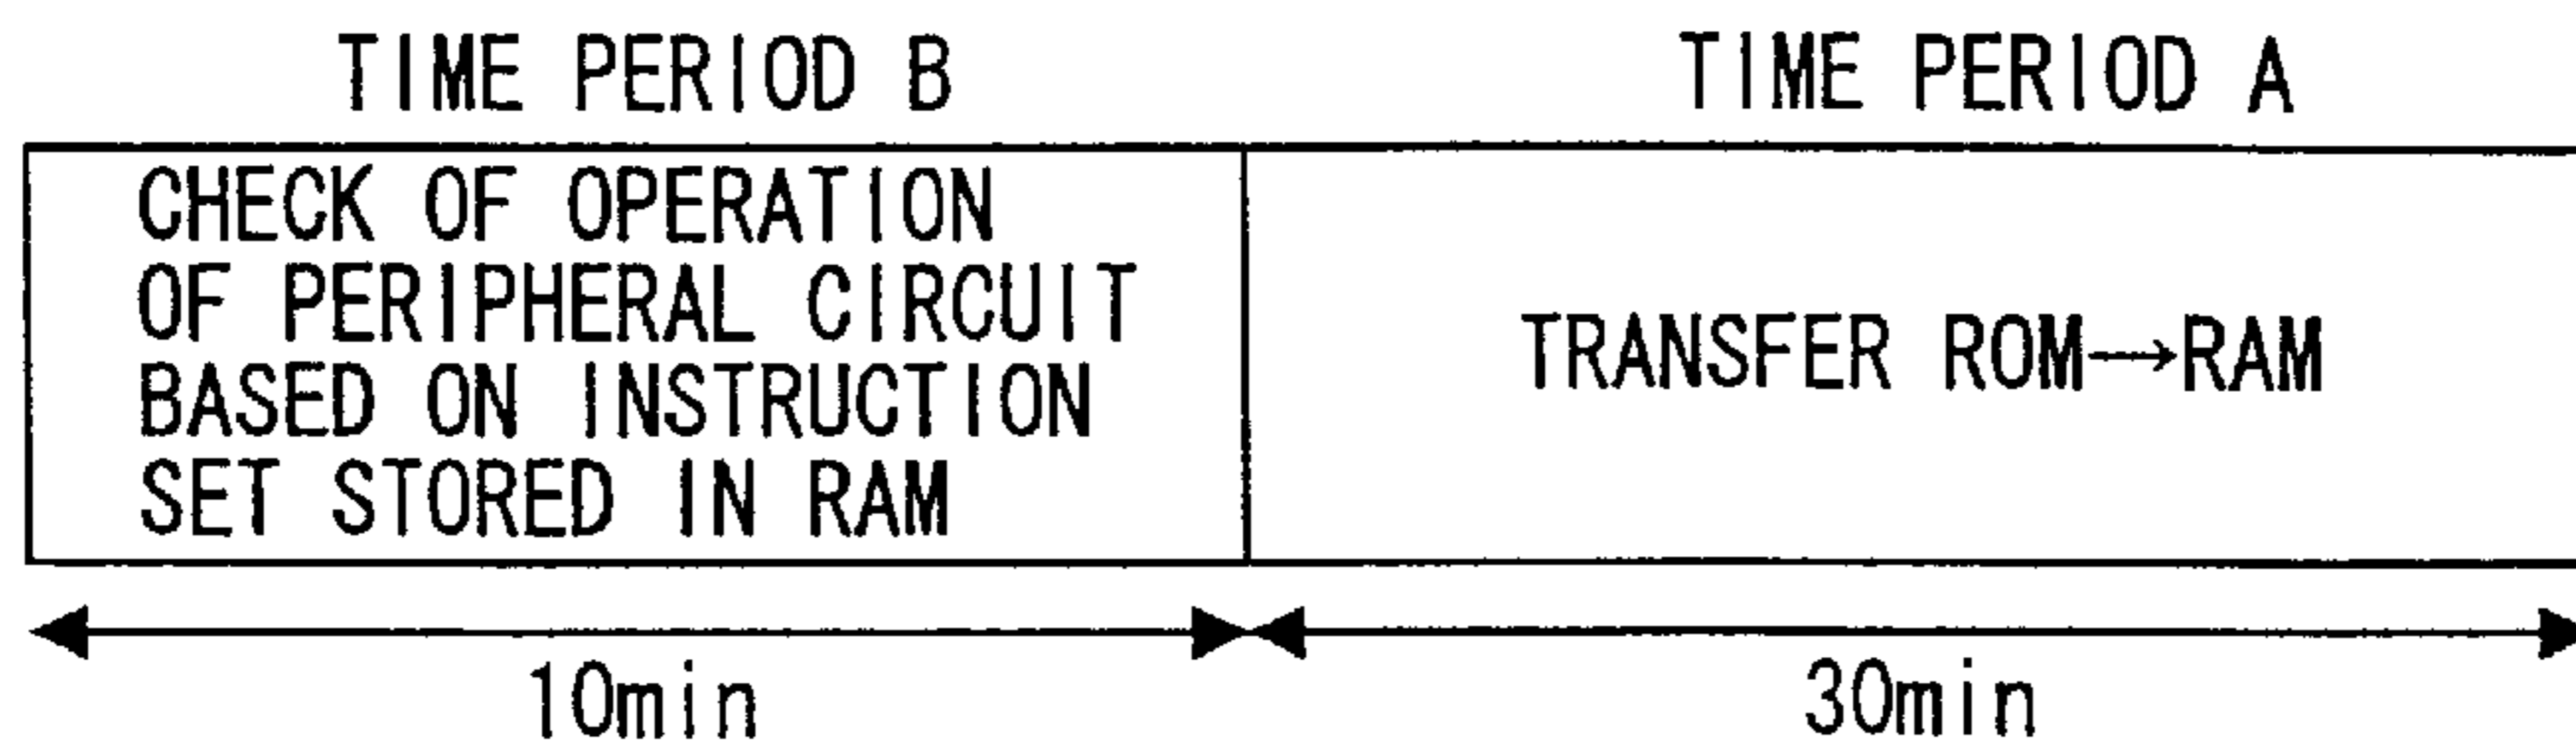 TIME PERIOD B
TIME PERIOD A
CHECK OF OPERATION
OF PERIPHERAL CIRCUIT
BASED ON INSTRUCTION
SET STORED IN RAM
TRANSFER ROM→RAM
10min
30min